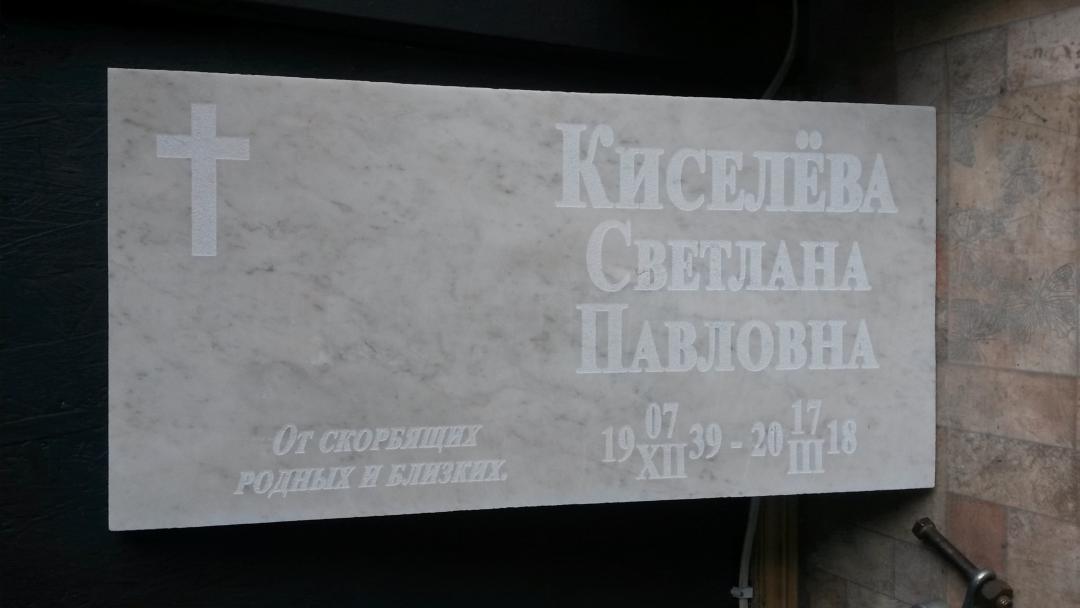 Киселёва
Светлана
Павловна
19 07/XII 39 - 20 17/III 18
От скорбящих
родных и близких.